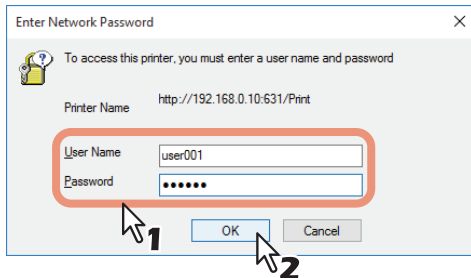 Enter Network Password
To access this printer, you must enter a user name and password
Printer Name http://192.168.0.10:631/Print
User Name user001
Password ••••••
1
OK Cancel
2